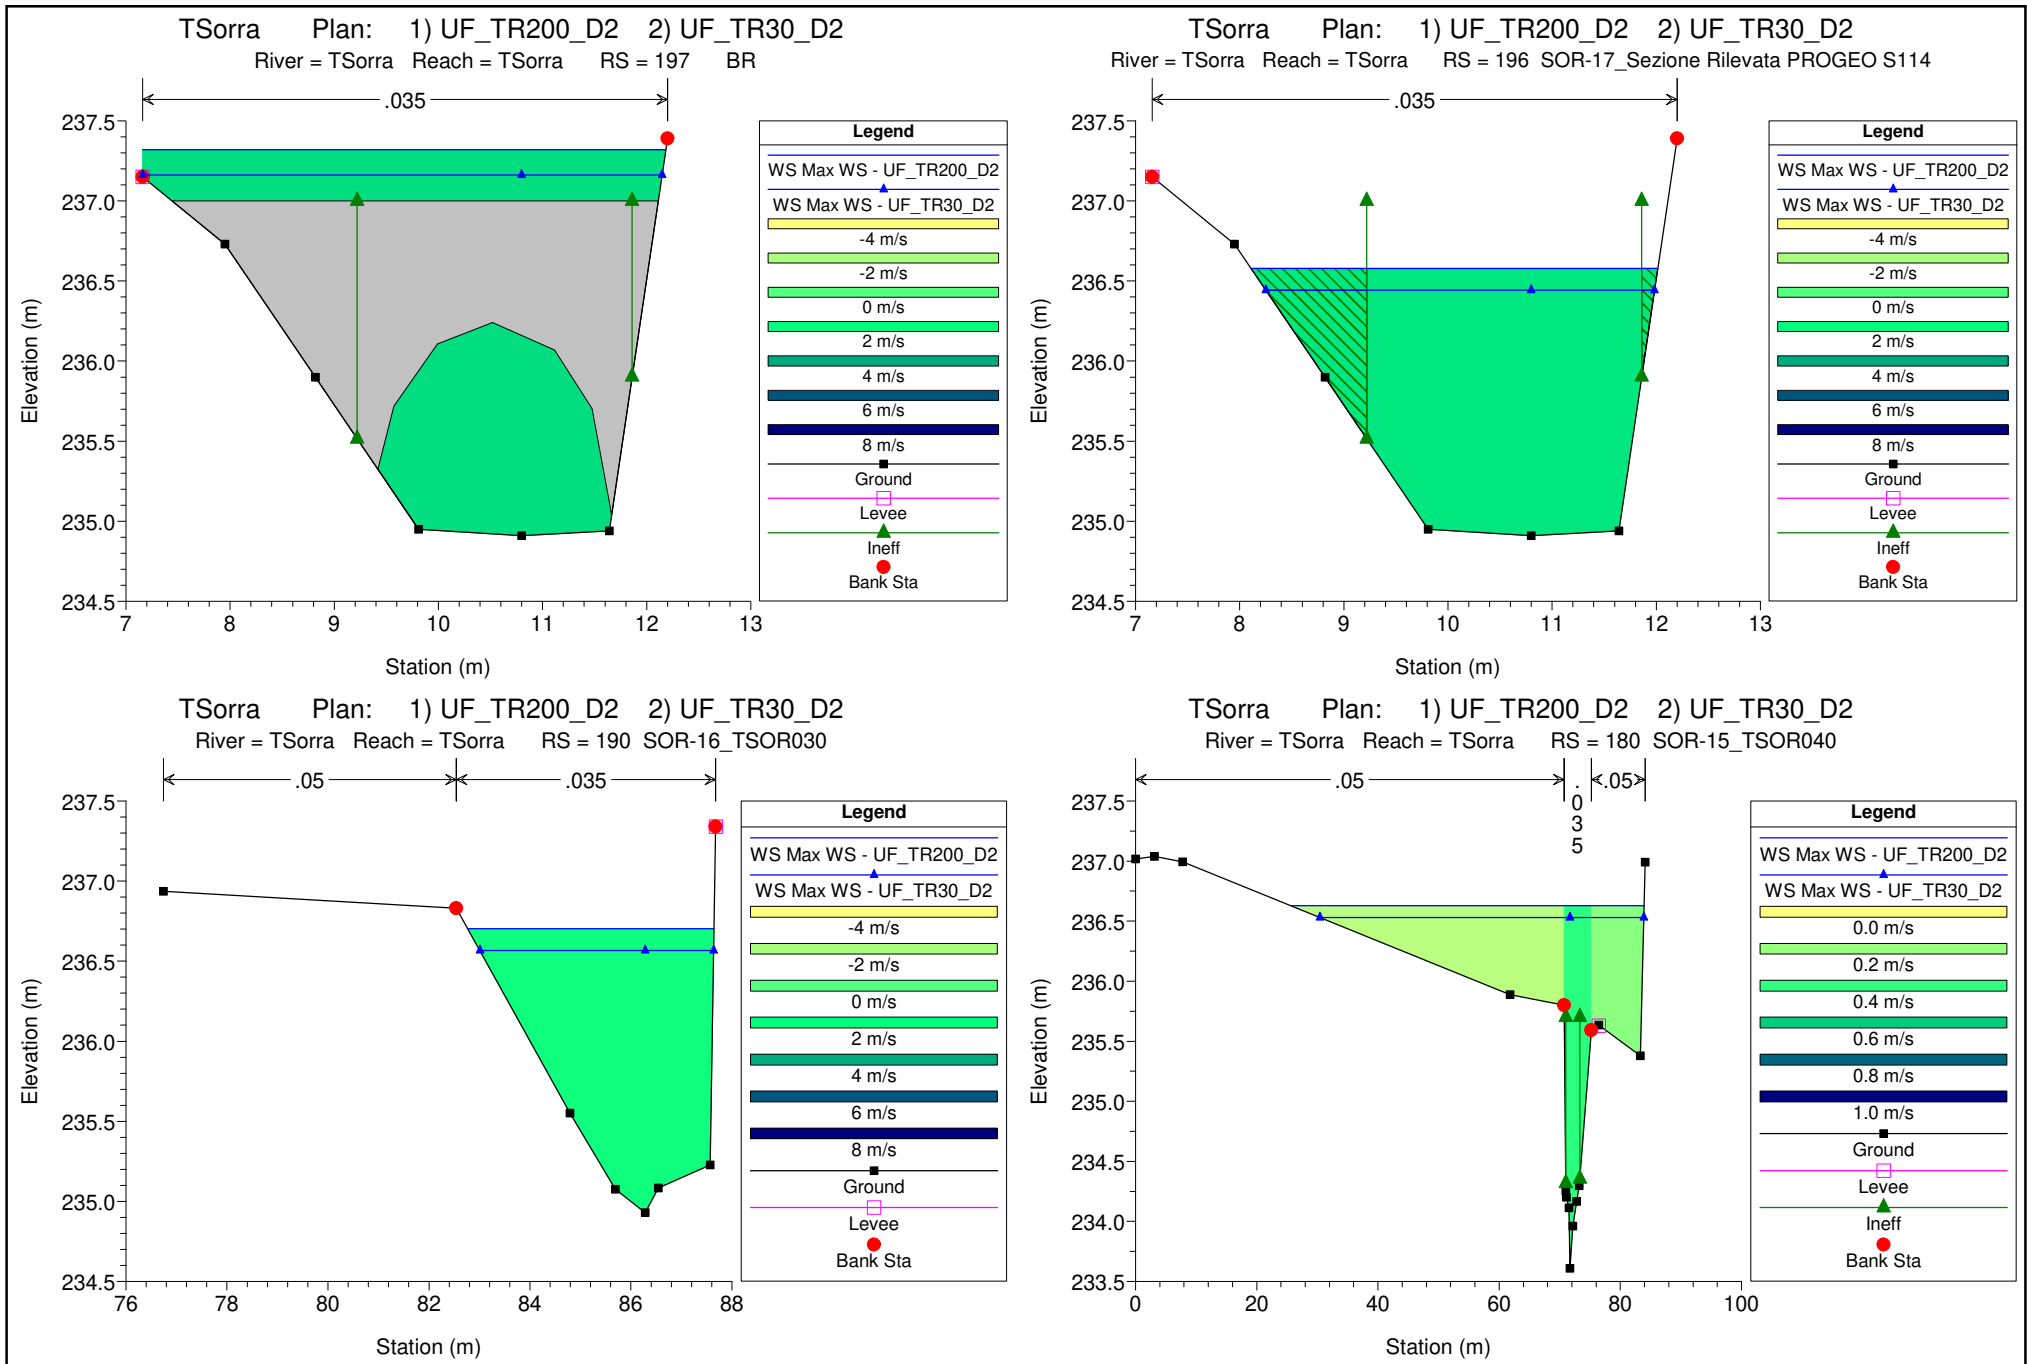 TSorra Plan: 1) UF_TR200_D2 2) UF_TR30_D2
River = TSorra Reach = TSorra RS = 197 BR
.035
237.5
237.0
236.5
236.0
235.5
235.0
234.5
Elevation (m)
7 8 9 10 11 12 13
Station (m)
Legend
WS Max WS - UF_TR200_D2
WS Max WS - UF_TR30_D2
-4 m/s
-2 m/s
0 m/s
2 m/s
4 m/s
6 m/s
8 m/s
Ground
Levee
Ineff
Bank Sta
TSorra Plan: 1) UF_TR200_D2 2) UF_TR30_D2
River = TSorra Reach = TSorra RS = 196 SOR-17_Sezione Rilevata PROGEO S114
.035
237.5
237.0
236.5
236.0
235.5
235.0
234.5
Elevation (m)
7 8 9 10 11 12 13
Station (m)
Legend
WS Max WS - UF_TR200_D2
WS Max WS - UF_TR30_D2
-4 m/s
-2 m/s
0 m/s
2 m/s
4 m/s
6 m/s
8 m/s
Ground
Levee
Ineff
Bank Sta
TSorra Plan: 1) UF_TR200_D2 2) UF_TR30_D2
River = TSorra Reach = TSorra RS = 190 SOR-16_TSOR030
.05 .035
237.5
237.0
236.5
236.0
235.5
235.0
234.5
Elevation (m)
76 78 80 82 84 86 88
Station (m)
Legend
WS Max WS - UF_TR200_D2
WS Max WS - UF_TR30_D2
-4 m/s
-2 m/s
0 m/s
2 m/s
4 m/s
6 m/s
8 m/s
Ground
Levee
Bank Sta
TSorra Plan: 1) UF_TR200_D2 2) UF_TR30_D2
River = TSorra Reach = TSorra RS = 180 SOR-15_TSOR040
.05 .035 .05
237.5
237.0
236.5
236.0
235.5
235.0
234.5
234.0
233.5
Elevation (m)
0 20 40 60 80 100
Station (m)
Legend
WS Max WS - UF_TR200_D2
WS Max WS - UF_TR30_D2
0.0 m/s
0.2 m/s
0.4 m/s
0.6 m/s
0.8 m/s
1.0 m/s
Ground
Levee
Ineff
Bank Sta